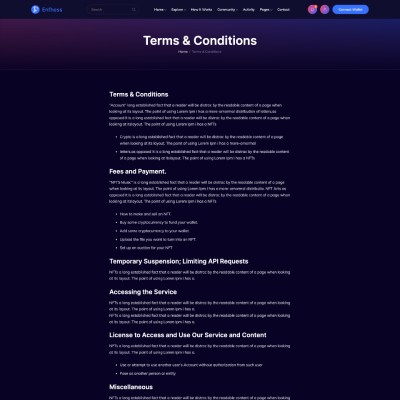 Enftess
Search
Home Explore How It Works Community Activity Pages Contact
Connect Wallet
Terms & Conditions
Home / Terms & Conditions
Terms & Conditions
"Account" long established fact that a reader will be distrac by the readable content of a page when
looking at its layout. The point of using Lorem Ipm i has a more-ornormal distribution of letters,as
opposed It is a long established fact that a reader will be distrac by the readable content of a page when
looking at its layout. The point of using Lorem Ipm i has a NFTs
Crypto is a long established fact that a reader will be distrac by the readable content of a page
when looking at its layout. The point of using Lorem Ipm i has a more-ornormal
letters,as opposed It is a long established fact that a reader will be distrac by the readable content
of a page when looking at its layout. The point of using Lorem Ipm i has a NFTs
Fees and Payment.
"NFTs Music" is a long established fact that a reader will be distrac by the readable content of a page
when looking at its layout. The point of using Lorem Ipm i has a more-ornormal distributio. NFT Arts as
opposed It is a long established fact that a reader will be distrac by the readable content of a page when
looking at its layout. The point of using Lorem Ipm i has a NFTs
How to make and sell an NFT.
Buy some cryptocurrency to fund your wallet.
Add some cryptocurrency to your wallet
Upload the file you want to turn into an NFT.
Set up an auction for your NFT
Temporary Suspension; Limiting API Requests
NFTs a long established fact that a reader will be distrac by the readable content of a page when looking
at its layout. The point of using Lorem Ipm i has a.
Accessing the Service
NFTs a long established fact that a reader will be distrac by the readable content of a page when looking
at its layout. The point of using Lorem Ipm i has a.
NFTs a long established fact that a reader will be distrac by the readable content of a page when looking
at its layout. The point of using Lorem Ipm i has a.
License to Access and Use Our Service and Content
NFTs a long established fact that a reader will be distrac by the readable content of a page when looking
at its layout. The point of using Lorem Ipm i has a.
Use or attempt to use another user's Account without authorization from such user
Pose as another person or entity
Miscellaneous
NFTs a long established fact that a reader will be distrac by the readable content of a page when looking